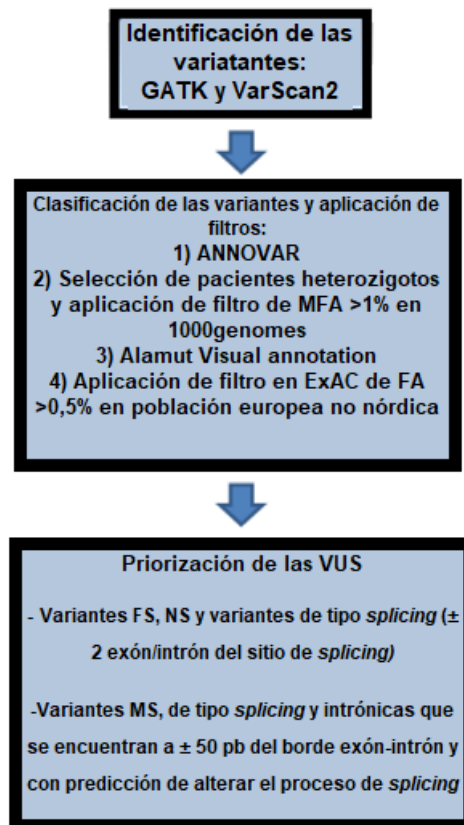 Identificación de las
variatantes:
GATK y VarScan2
Clasificación de las variantes y aplicación de
filtros:
1) ANNOVAR
2) Selección de pacientes heterozigotos
y aplicación de filtro de MFA >1% en
1000genomes
3) Alamut Visual annotation
4) Aplicación de filtro en ExAC de FA
>0,5% en población europea no nórdica
Priorización de las VUS
- Variantes FS, NS y variantes de tipo splicing (±
2 exón/intrón del sitio de splicing)
-Variantes MS, de tipo splicing y intrónicas que
se encuentran a ± 50 pb del borde exón-intrón y
con predicción de alterar el proceso de splicing